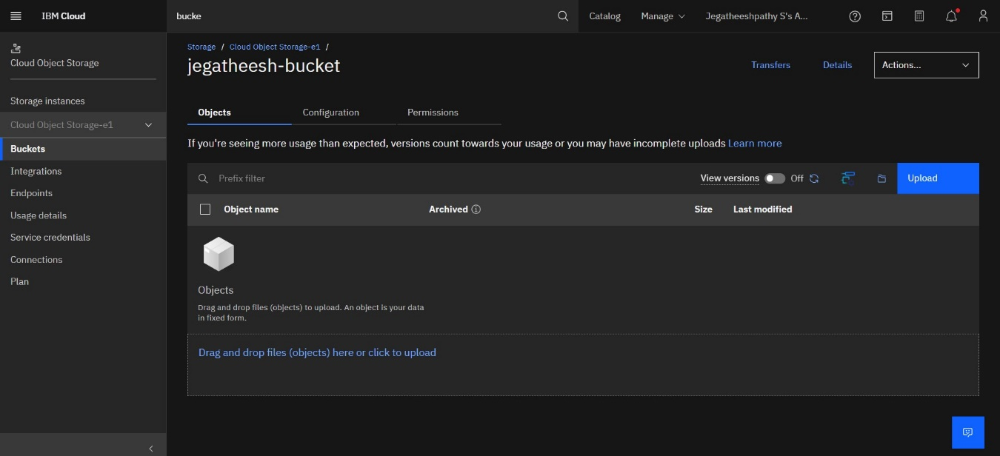 IBM Cloud
bucke
Catalog
Manage
Jegatheeshpathy S's A...
Cloud Object Storage
Storage instances
Cloud Object Storage-e1
Buckets
Integrations
Endpoints
Usage details
Service credentials
Connections
Plan
Storage / Cloud Object Storage-e1 /
jegatheesh-bucket
Transfers
Details
Actions...
Objects
Configuration
Permissions
If you're seeing more usage than expected, versions count towards your usage or you may have incomplete uploads Learn more
Prefix filter
View versions
Off
Upload
Object name
Archived
Size
Last modified
Objects
Drag and drop files (objects) to upload. An object is your data
in fixed form.
Drag and drop files (objects) here or click to upload